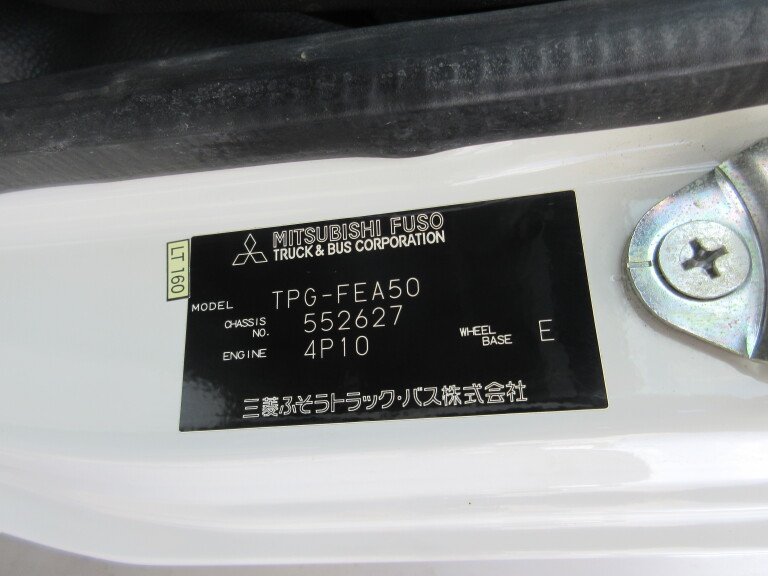 MITSUBISHI FUSO
TRUCK & BUS CORPORATION
LT 160
MODEL TPG-FEA50
CHASSIS NO. 552627
ENGINE 4P10
WHEEL BASE E
三菱ふそうトラック・バス株式会社